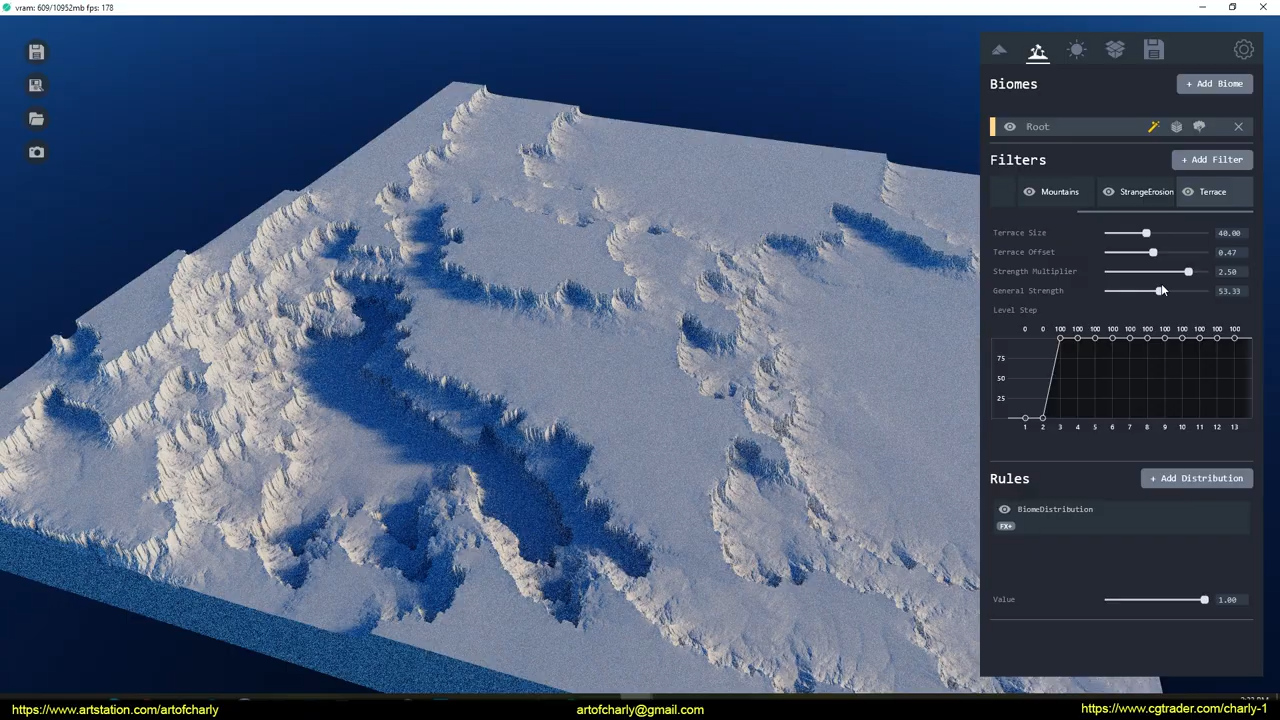 vram: 609/10952mb fps: 178
Biomes
+ Add Biome
Root
Filters
+ Add Filter
Mountains
StrangeErosion
Terrace
Terrace Size
40.00
Terrace Offset
0.47
Strength Multiplier
2.50
General Strength
53.33
Level Step
0 0 100 100 100 100 100 100 100 100 100 100 100
75
50
25
1 2 3 4 5 6 7 8 9 10 11 12 13
Rules
+ Add Distribution
BiomeDistribution
FX+
Value
1.00
https://www.artstation.com/artofcharly
artofcharly@gmail.com
https://www.cgtrader.com/charly-1